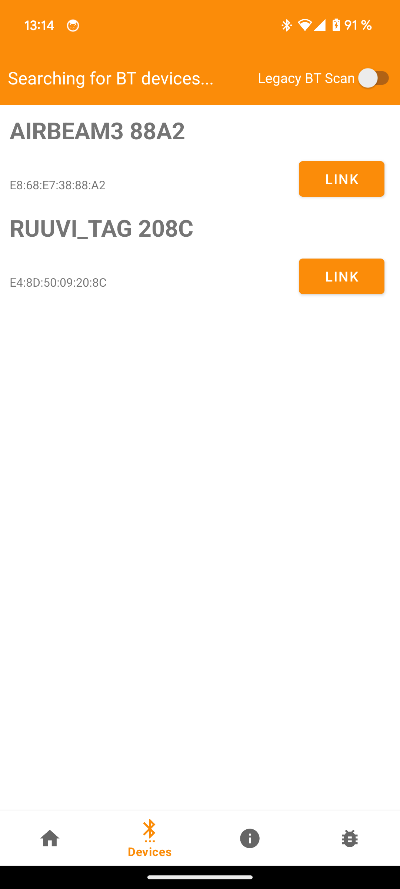 13:14 91 %
Searching for BT devices... Legacy BT Scan
AIRBEAM3 88A2
E8:68:E7:38:88:A2 LINK
RUUVI_TAG 208C
E4:8D:50:09:20:8C LINK
Devices